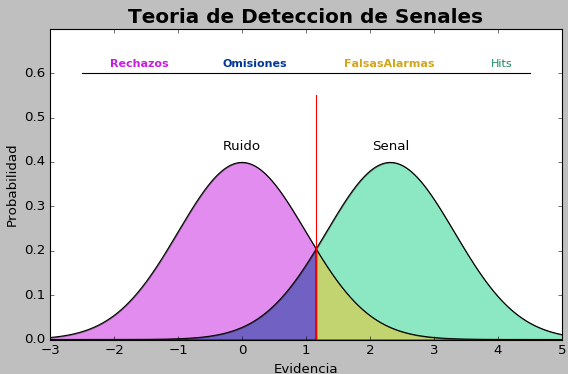 Teoria de Deteccion de Senales
Rechazos Omisiones FalsasAlarmas Hits
Ruido Senal
Probabilidad
0.6
0.5
0.4
0.3
0.2
0.1
0.0
−3 −2 −1 0 1 2 3 4 5
Evidencia